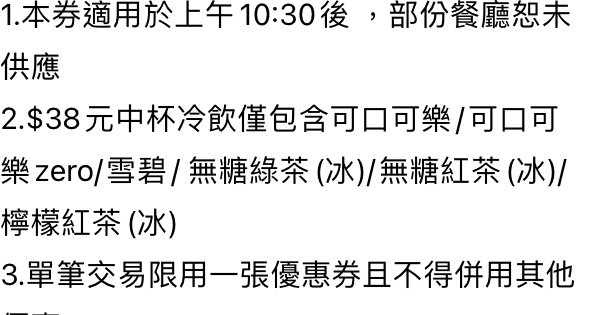 1.本券適用於上午10:30後 ，部份餐廳恕未
供應
2.$38元中杯冷飲僅包含可口可樂/可口可
樂zero/雪碧/ 無糖綠茶(冰)/無糖紅茶(冰)/
檸檬紅茶(冰)
3.單筆交易限用一張優惠券且不得併用其他